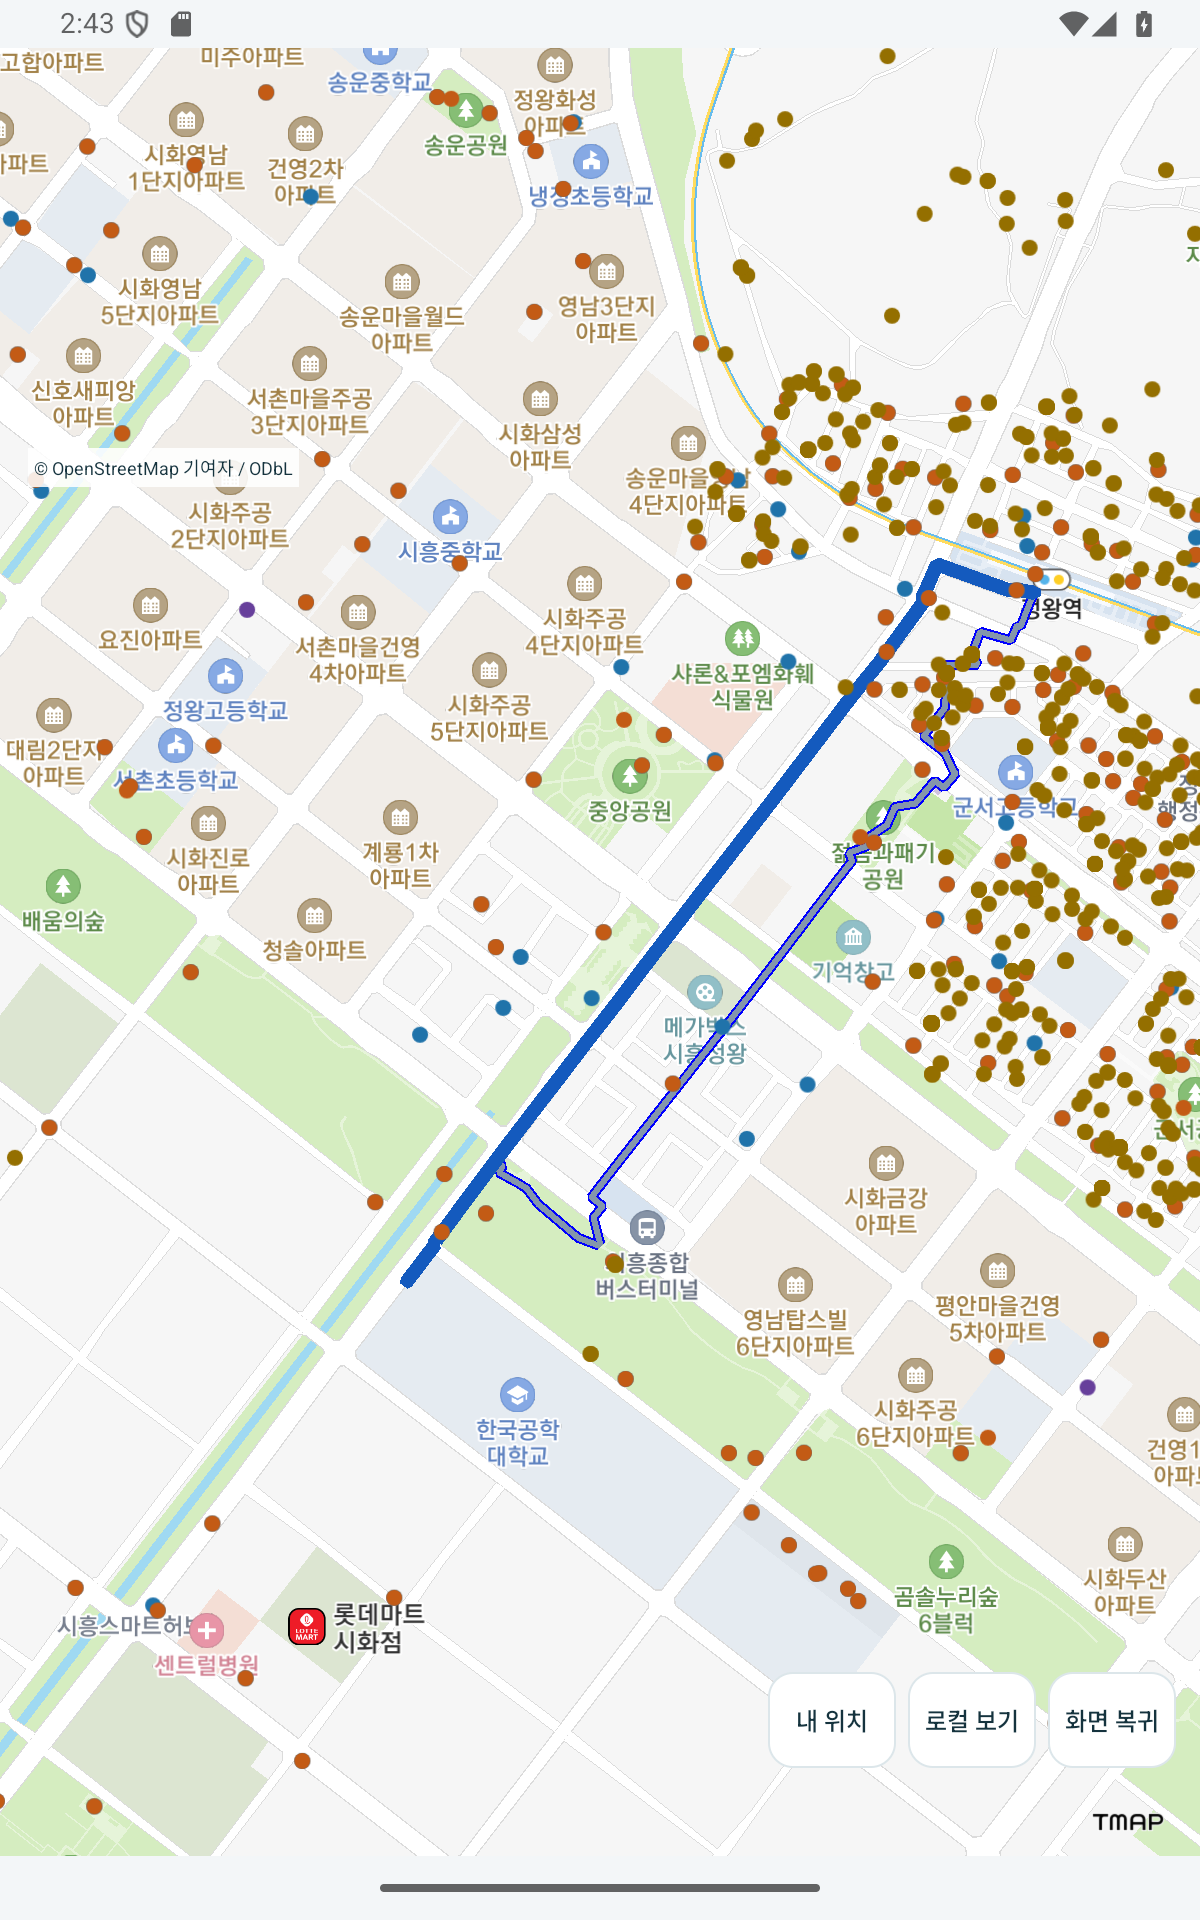 2:43
고합아파트
미주아파트
송운중학교
정왕화성
아파트
송운공원
시화영남
1단지아파트
건영2차
아파트
냉정초등학교
시화영남
5단지아파트
송운마을월드
아파트
영남3단지
아파트
신호새피앙
아파트
서촌마을주공
3단지아파트
시화삼성
아파트
© OpenStreetMap 기여자 / ODbL
4단지아파트
시화주공
2단지아파트
시흥중학교
요진아파트
서촌마을건영
4차아파트
시화주공
4단지아파트
샤론&포엠화훼
식물원
정왕고등학교
시화주공
5단지아파트
대림2단지
아파트
서촌초등학교
중앙공원
군서고등학교
시화진로
아파트
계룡1차
아파트
공원
배움의숲
청솔아파트
기억창고
시화금강
아파트
버스터미널
영남탑스빌
6단지아파트
평안마을건영
5차아파트
한국공학
대학교
시화주공
6단지아파트
건영1
시화두산
아파트
곰솔누리숲
6블럭
롯데마트
시화점
LOTTE
MART
센트럴병원
내 위치
로컬 보기
화면 복귀
TMAP